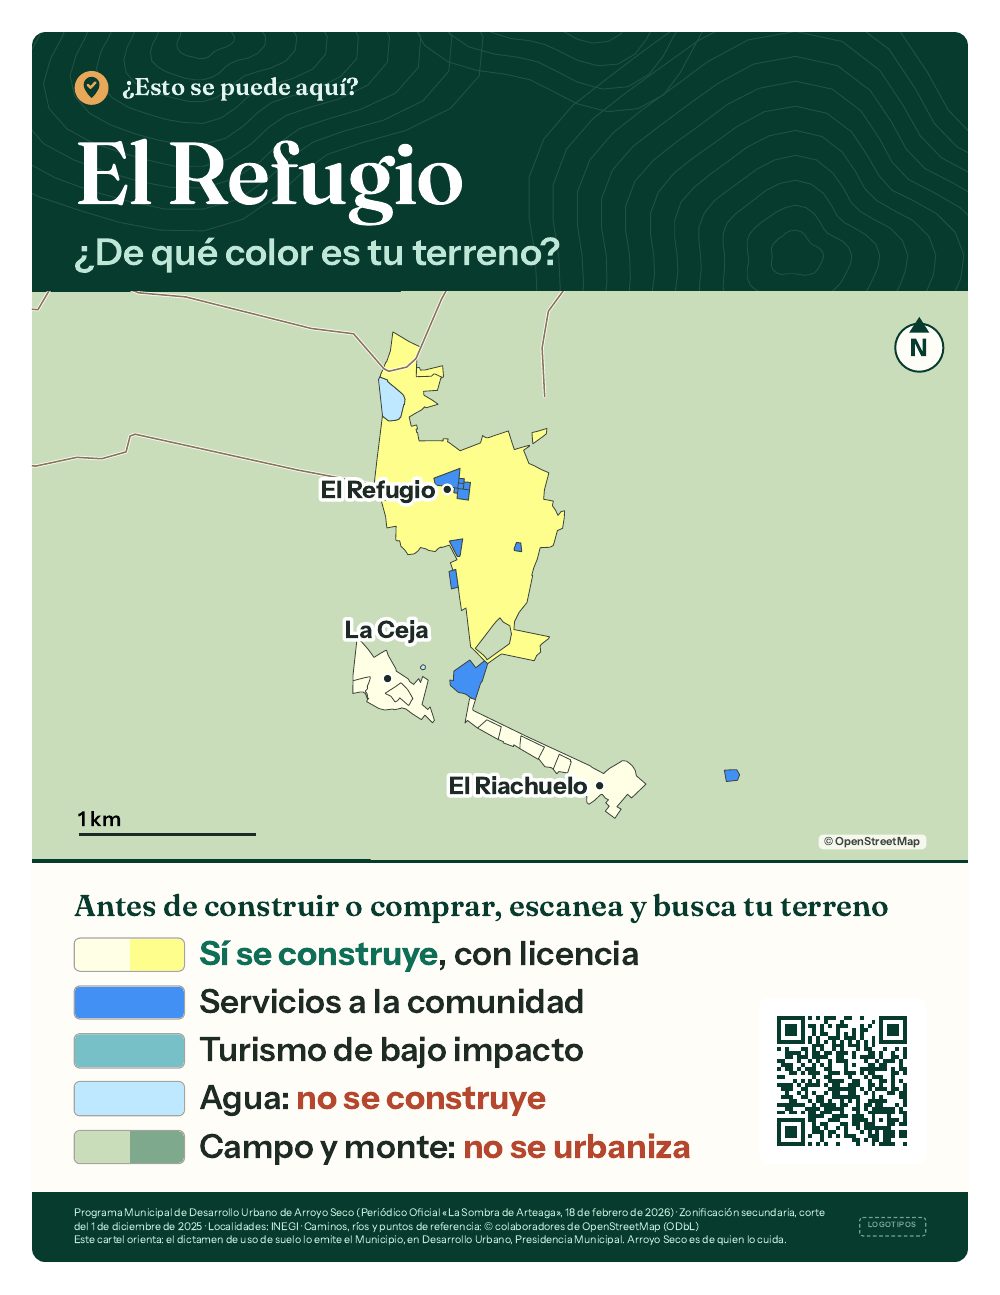 ¿Esto se puede aquí?
El Refugio
¿De qué color es tu terreno?
N
El Refugio
La Ceja
El Riachuelo
1 km
© OpenStreetMap
Antes de construir o comprar, escanea y busca tu terreno
Sí se construye, con licencia
Servicios a la comunidad
Turismo de bajo impacto
Agua: no se construye
Campo y monte: no se urbaniza
Programa Municipal de Desarrollo Urbano de Arroyo Seco (Periódico Oficial «La Sombra de Arteaga», 18 de febrero de 2026) · Zonificación secundaria, corte
del 1 de diciembre de 2025 · Localidades: INEGI · Caminos, ríos y puntos de referencia: © colaboradores de OpenStreetMap (ODbL)
Este cartel orienta: el dictamen de uso de suelo lo emite el Municipio, en Desarrollo Urbano, Presidencia Municipal. Arroyo Seco es de quien lo cuida.
LOGOTIPOS